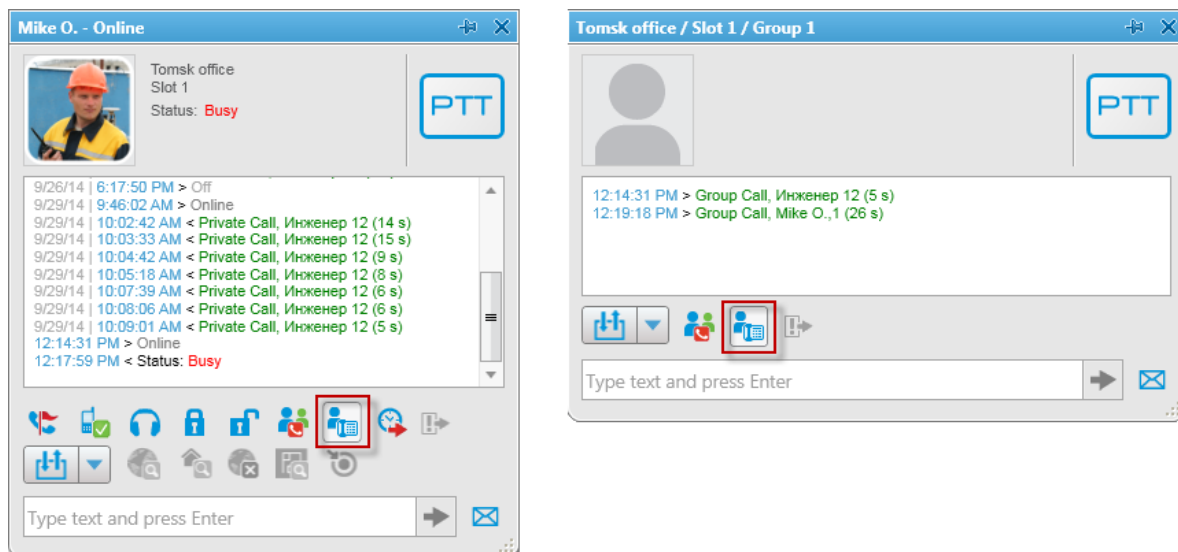 Mike O. - Online
Tomsk office
Slot 1
Status: Busy
PTT
9/26/14 | 6:17:50 PM > Off
9/29/14 | 9:46:02 AM > Online
9/29/14 | 10:02:42 AM < Private Call, Инженер 12 (14 s)
9/29/14 | 10:03:33 AM < Private Call, Инженер 12 (15 s)
9/29/14 | 10:04:42 AM < Private Call, Инженер 12 (9 s)
9/29/14 | 10:05:18 AM < Private Call, Инженер 12 (8 s)
9/29/14 | 10:07:39 AM < Private Call, Инженер 12 (6 s)
9/29/14 | 10:08:06 AM < Private Call, Инженер 12 (6 s)
9/29/14 | 10:09:01 AM < Private Call, Инженер 12 (5 s)
12:14:31 PM > Online
12:17:59 PM < Status: Busy
Type text and press Enter
Tomsk office / Slot 1 / Group 1
PTT
12:14:31 PM > Group Call, Инженер 12 (5 s)
12:19:18 PM > Group Call, Mike O.,1 (26 s)
Type text and press Enter